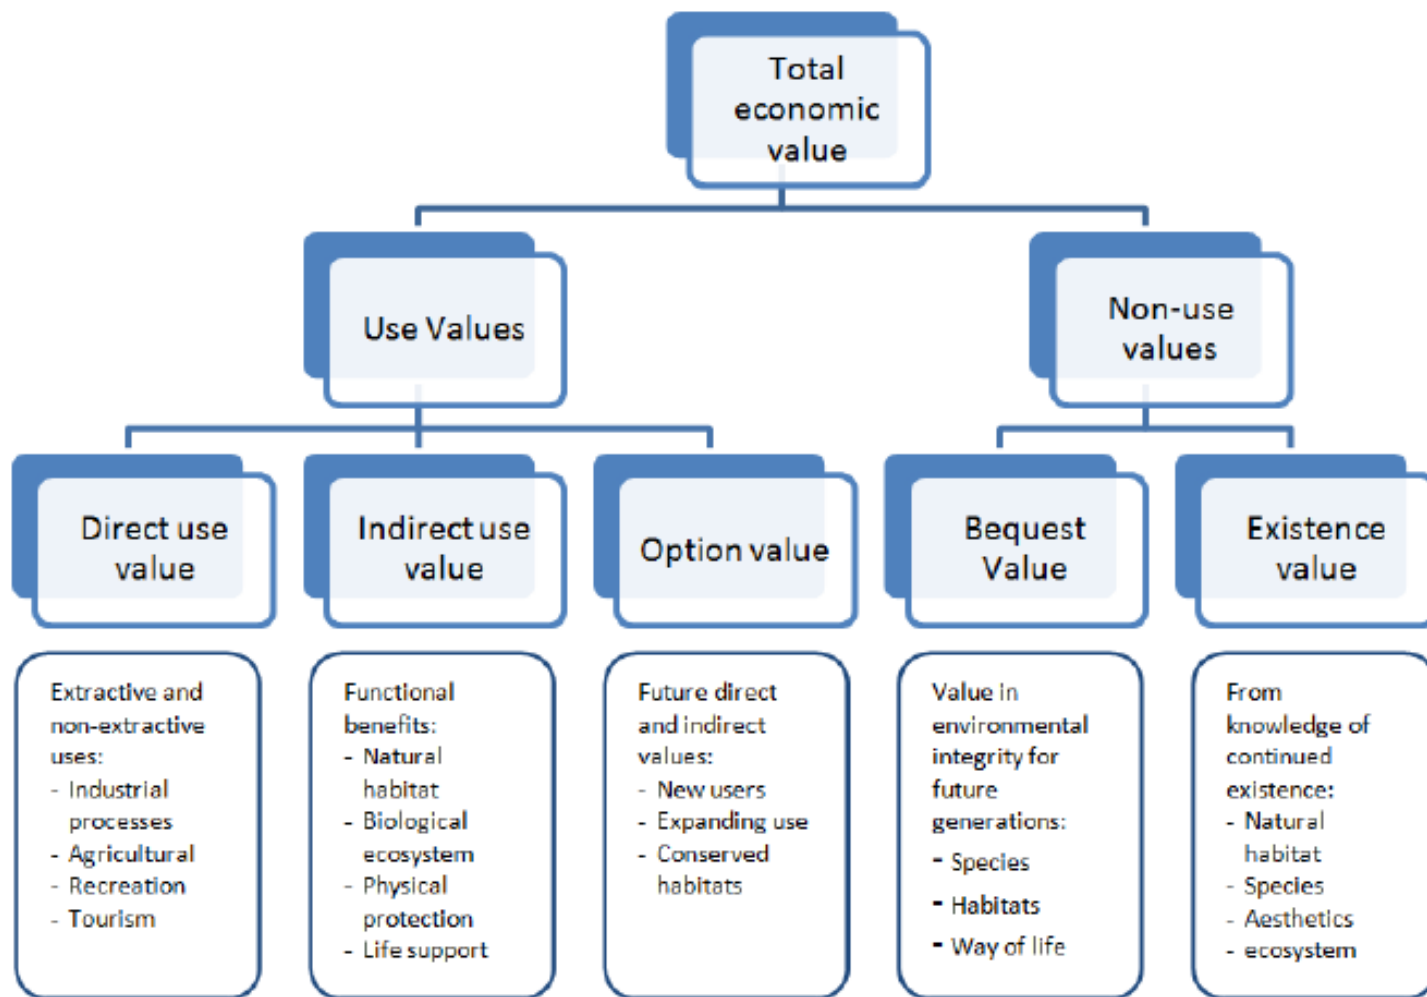 Total
economic
value
Use Values
Non-use
values
Direct use
value
Indirect use
value
Option value
Bequest
Value
Existence
value
Extractive and
non-extractive
uses:
- Industrial
processes
- Agricultural
- Recreation
- Tourism
Functional
benefits:
- Natural
habitat
- Biological
ecosystem
- Physical
protection
- Life support
Future direct
and indirect
values:
- New users
- Expanding use
- Conserved
habitats
Value in
environmental
integrity for
future
generations:
- Species
- Habitats
- Way of life
From
knowledge of
continued
existence:
- Natural
habitat
- Species
- Aesthetics
- ecosystem